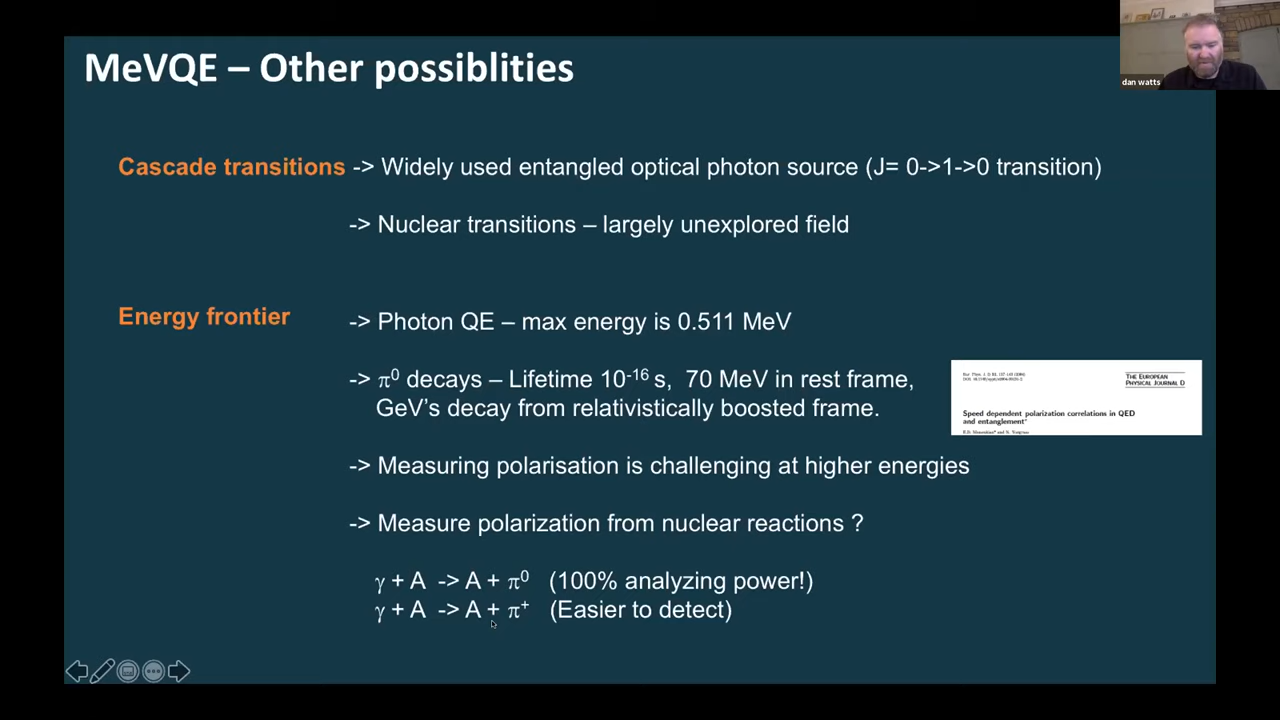 MeVQE – Other possiblities
dan watts
Cascade transitions -> Widely used entangled optical photon source (J= 0->1->0 transition)
-> Nuclear transitions – largely unexplored field
Energy frontier -> Photon QE – max energy is 0.511 MeV
-> π⁰ decays – Lifetime 10⁻¹⁶ s, 70 MeV in rest frame,
GeV's decay from relativistically boosted frame.
THE EUROPEAN
PHYSICAL JOURNAL D
Speed dependent polarization correlations in QED
and entanglement*
-> Measuring polarisation is challenging at higher energies
-> Measure polarization from nuclear reactions ?
γ + A -> A + π⁰ (100% analyzing power!)
γ + A -> A + π⁺ (Easier to detect)